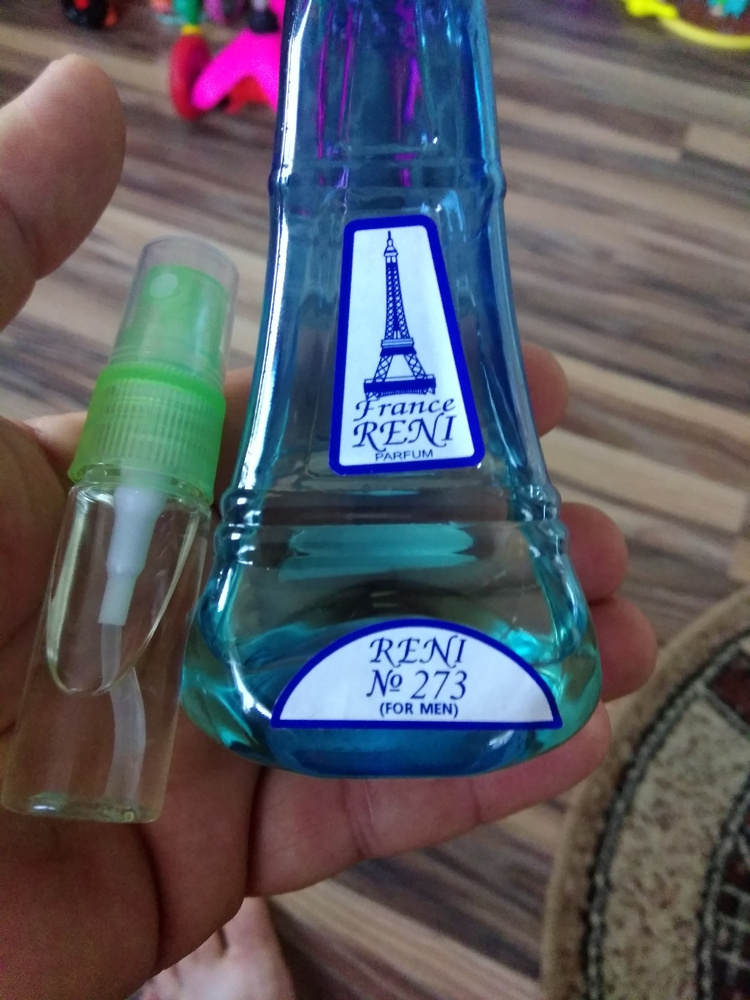 France
RENI
PARFUM
RENI
№ 273
(FOR MEN)